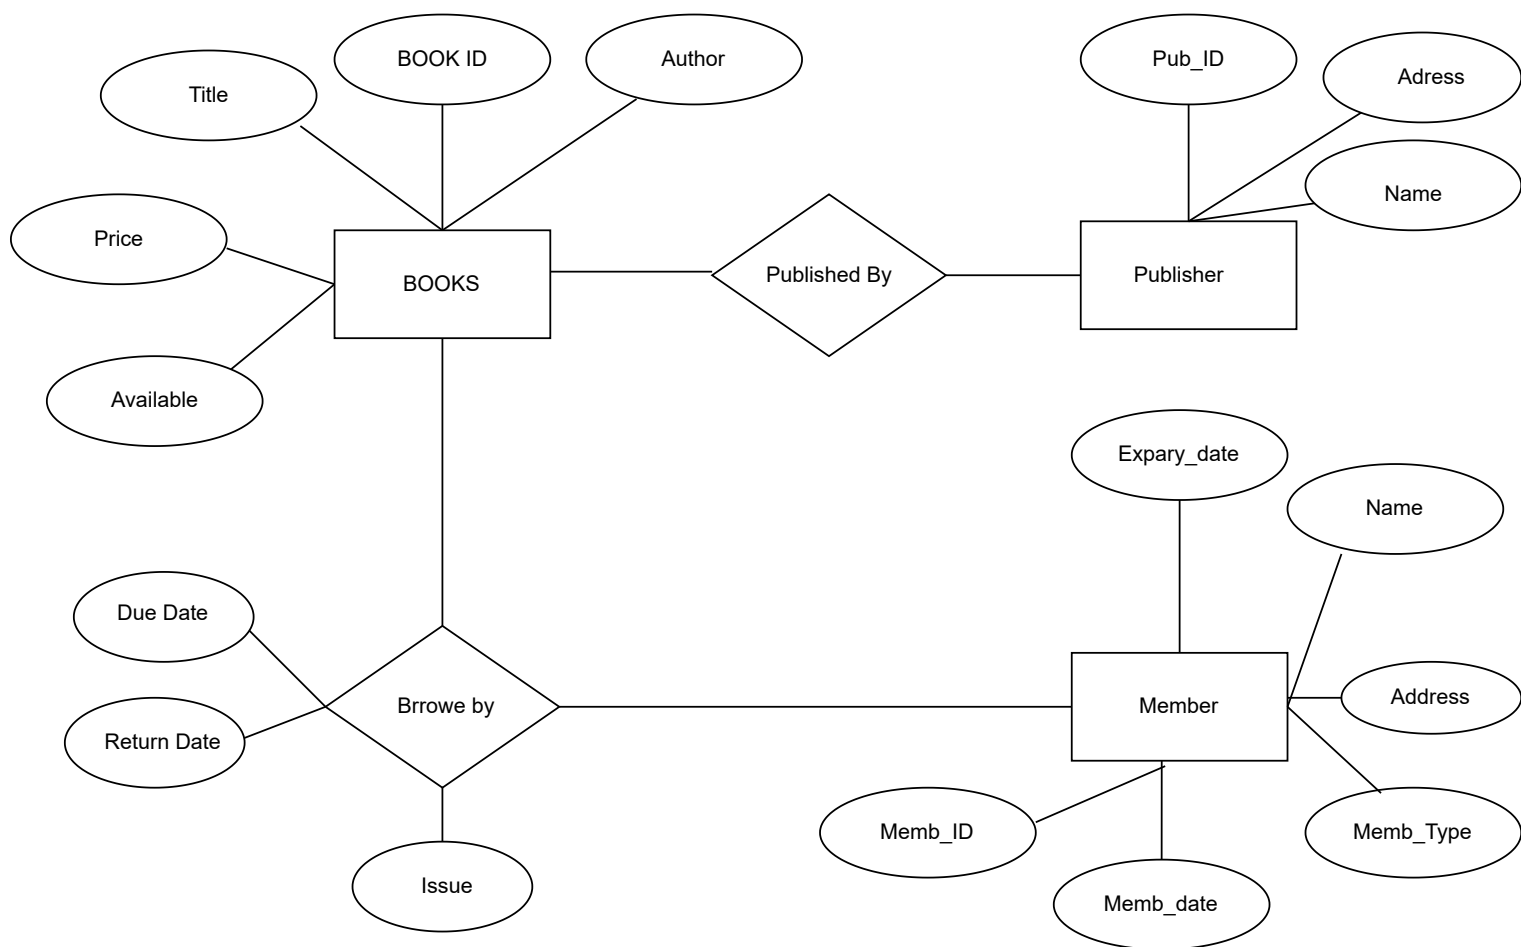 BOOK ID
Author
Pub_ID
Adress
Title
Name
Price
BOOKS
Published By
Publisher
Available
Expary_date
Name
Due Date
Address
Brrowe by
Member
Return Date
Memb_ID
Memb_Type
Issue
Memb_date